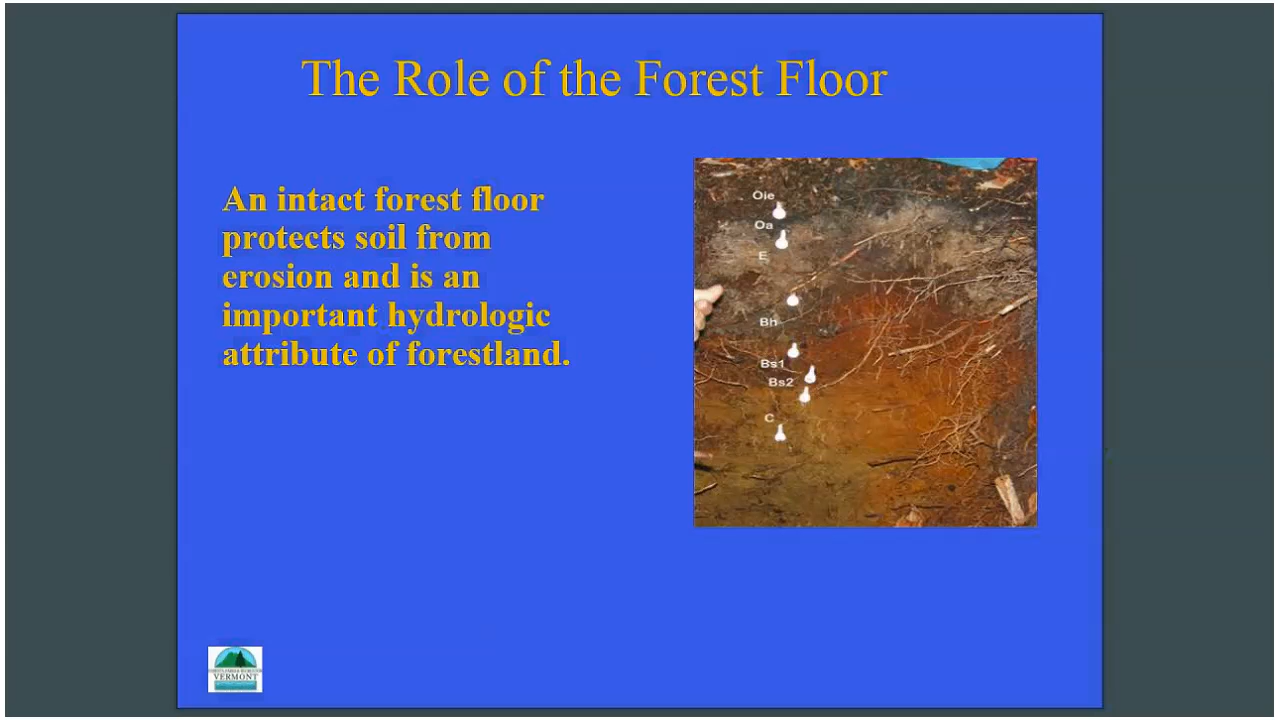 The Role of the Forest Floor
An intact forest floor
protects soil from
erosion and is an
important hydrologic
attribute of forestland.
Oie
Oa
E
Bh
Bs1
Bs2
C
VERMONT